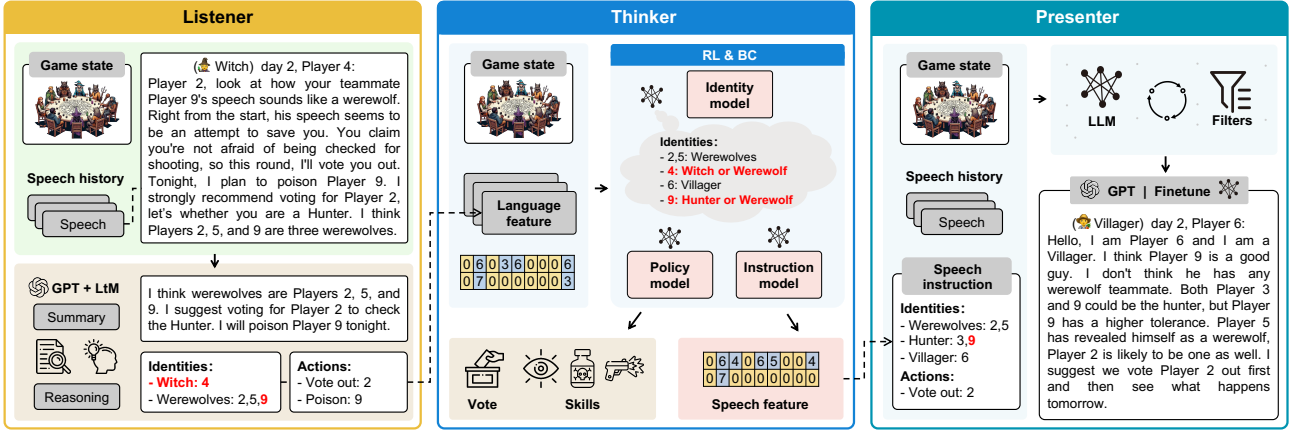 Listener
Game state
(Witch) day 2, Player 4:
Player 2, look at how your teammate
Player 9's speech sounds like a werewolf.
Right from the start, his speech seems to
be an attempt to save you. You claim
you're not afraid of being checked for
shooting, so this round, I'll vote you out.
Tonight, I plan to poison Player 9. I
strongly recommend voting for Player 2,
let's whether you are a Hunter. I think
Players 2, 5, and 9 are three werewolves.
Speech history
Speech
GPT + LtM
Summary
Reasoning
I think werewolves are Players 2, 5, and
9. I suggest voting for Player 2 to check
the Hunter. I will poison Player 9 tonight.
Identities:
- Witch: 4
- Werewolves: 2,5,9
Actions:
- Vote out: 2
- Poison: 9
Thinker
Game state
Language
feature
0 6 0 3 6 0 0 0 6
0 7 0 0 0 0 0 0 3
RL & BC
Identity
model
Identities:
- 2,5: Werewolves
- 4: Witch or Werewolf
- 6: Villager
- 9: Hunter or Werewolf
Policy
model
Instruction
model
Vote
Skills
0 6 4 0 6 5 0 0 4
0 7 0 0 0 0 0 0 0
Speech feature
Presenter
Game state
Speech history
Speech
Speech
instruction
Identities:
- Werewolves: 2,5
- Hunter: 3,9
- Villager: 6
Actions:
- Vote out: 2
LLM
Filters
GPT | Finetune
(Villager) day 2, Player 6:
Hello, I am Player 6 and I am a
Villager. I think Player 9 is a good
guy. I don't think he has any
werewolf teammate. Both Player 3
and 9 could be the hunter, but Player
9 has a higher tolerance. Player 5
has revealed himself as a werewolf,
Player 2 is likely to be one as well. I
suggest we vote Player 2 out first
and then see what happens
tomorrow.